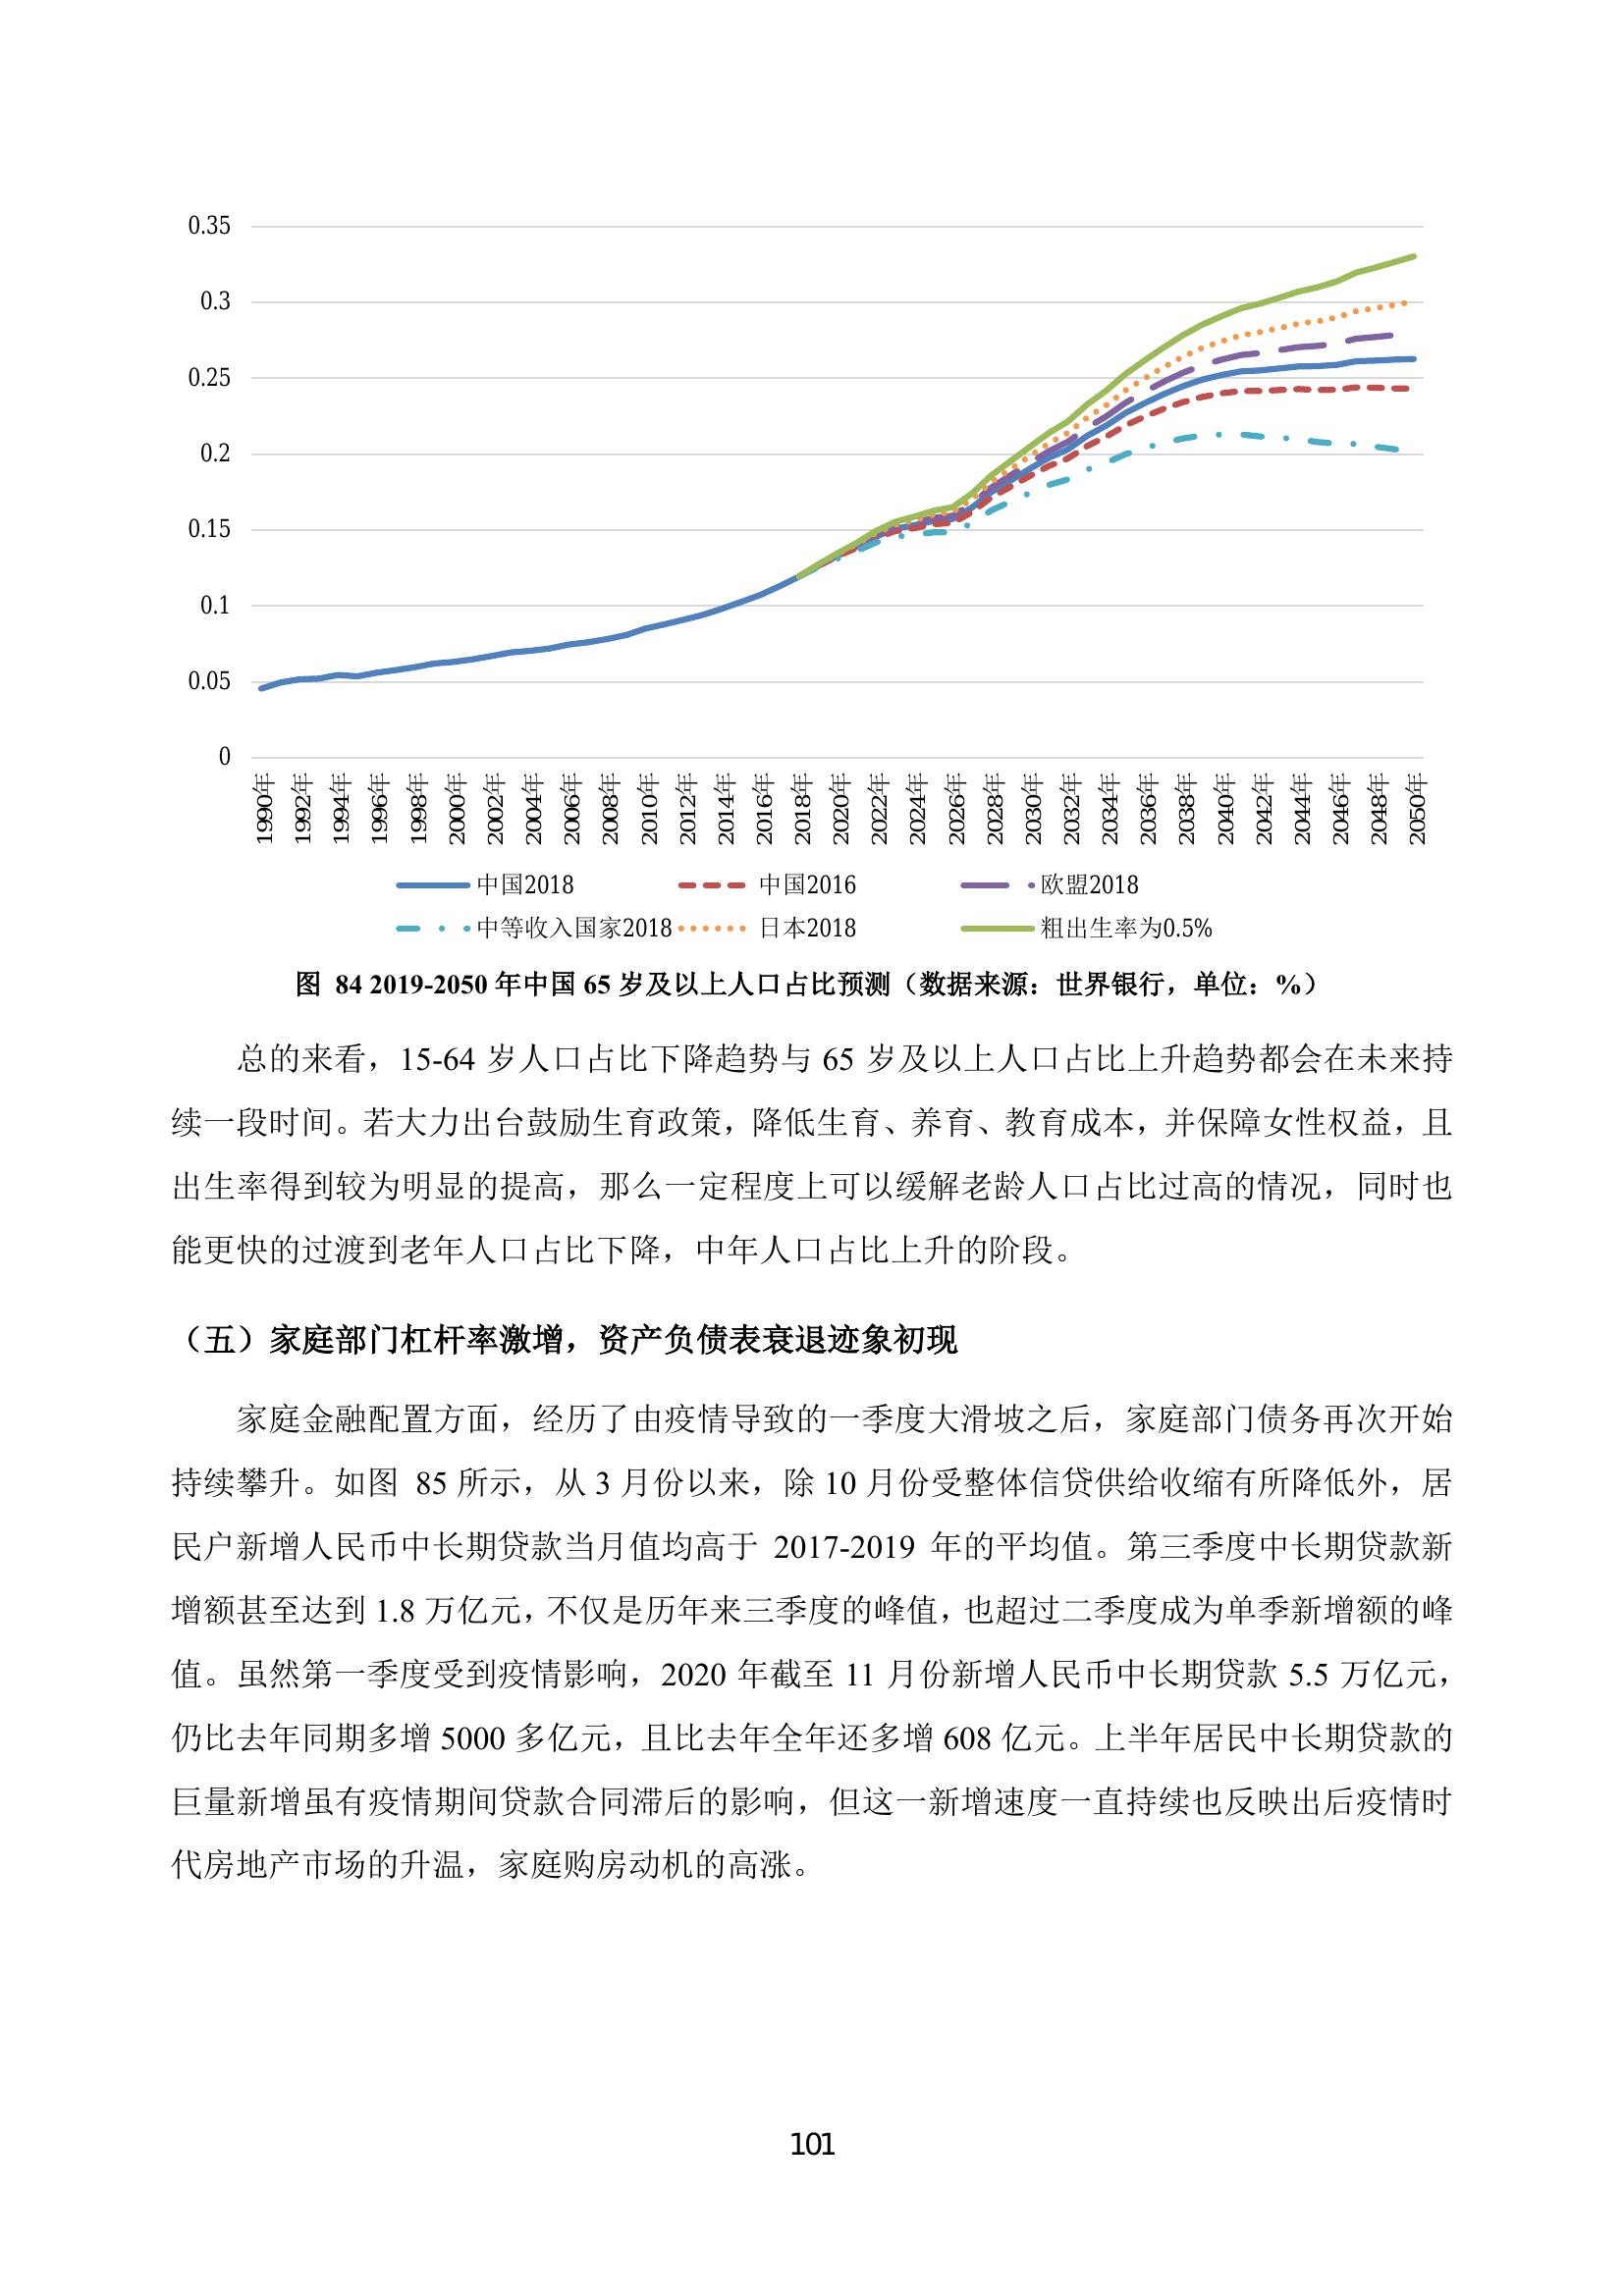 0.35
0.3
0.25
0.2
0.15
0.1
0.05
0
1990年 1992年 1994年 1996年 1998年 2000年 2002年 2004年 2006年 2008年 2010年 2012年 2014年 2016年 2018年 2020年 2022年 2024年 2026年 2028年 2030年 2032年 2034年 2036年 2038年 2040年 2042年 2044年 2046年 2048年 2050年
中国2018 中国2016 欧盟2018
中等收入国家2018 日本2018 粗出生率为0.5%
图 84 2019-2050 年中国 65 岁及以上人口占比预测（数据来源：世界银行，单位：%）
总的来看，15-64 岁人口占比下降趋势与 65 岁及以上人口占比上升趋势都会在未来持
续一段时间。若大力出台鼓励生育政策，降低生育、养育、教育成本，并保障女性权益，且
出生率得到较为明显的提高，那么一定程度上可以缓解老龄人口占比过高的情况，同时也
能更快的过渡到老年人口占比下降，中年人口占比上升的阶段。
（五）家庭部门杠杆率激增，资产负债表衰退迹象初现
家庭金融配置方面，经历了由疫情导致的一季度大滑坡之后，家庭部门债务再次开始
持续攀升。如图 85 所示，从 3 月份以来，除 10 月份受整体信贷供给收缩有所降低外，居
民户新增人民币中长期贷款当月值均高于 2017-2019 年的平均值。第三季度中长期贷款新
增额甚至达到 1.8 万亿元，不仅是历年来三季度的峰值，也超过二季度成为单季新增额的峰
值。虽然第一季度受到疫情影响，2020 年截至 11 月份新增人民币中长期贷款 5.5 万亿元，
仍比去年同期多增 5000 多亿元，且比去年全年还多增 608 亿元。上半年居民中长期贷款的
巨量新增虽有疫情期间贷款合同滞后的影响，但这一新增速度一直持续也反映出后疫情时
代房地产市场的升温，家庭购房动机的高涨。
101